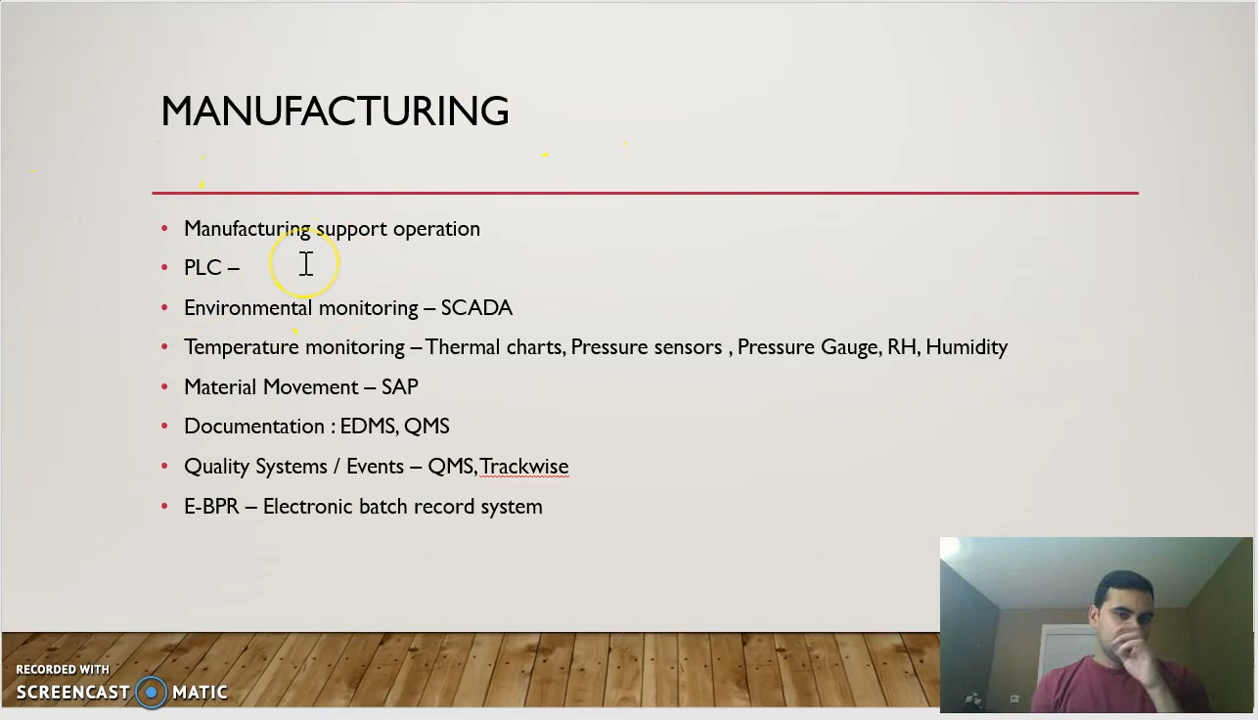 MANUFACTURING
• Manufacturing support operation
• PLC –
• Environmental monitoring – SCADA
• Temperature monitoring – Thermal charts, Pressure sensors , Pressure Gauge, RH, Humidity
• Material Movement – SAP
• Documentation : EDMS, QMS
• Quality Systems / Events – QMS, Trackwise
• E-BPR – Electronic batch record system
RECORDED WITH
SCREENCAST MATIC